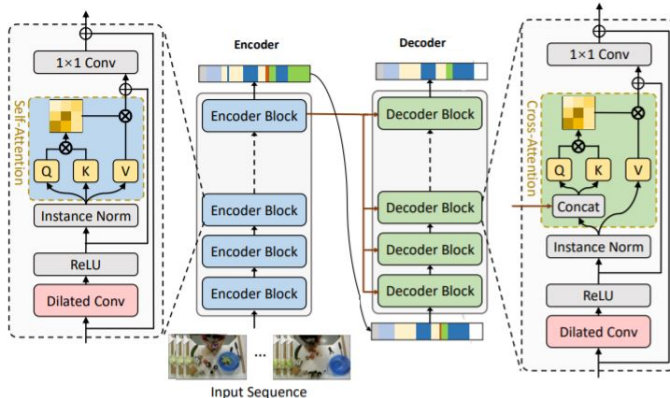 1×1 Conv
Self-Attention
Q
K
V
Instance Norm
ReLU
Dilated Conv
Encoder
Encoder Block
Encoder Block
Encoder Block
Encoder Block
...
Input Sequence
Decoder
Decoder Block
Decoder Block
Decoder Block
Decoder Block
1×1 Conv
Cross-Attention
Q
K
V
Concat
Instance Norm
ReLU
Dilated Conv